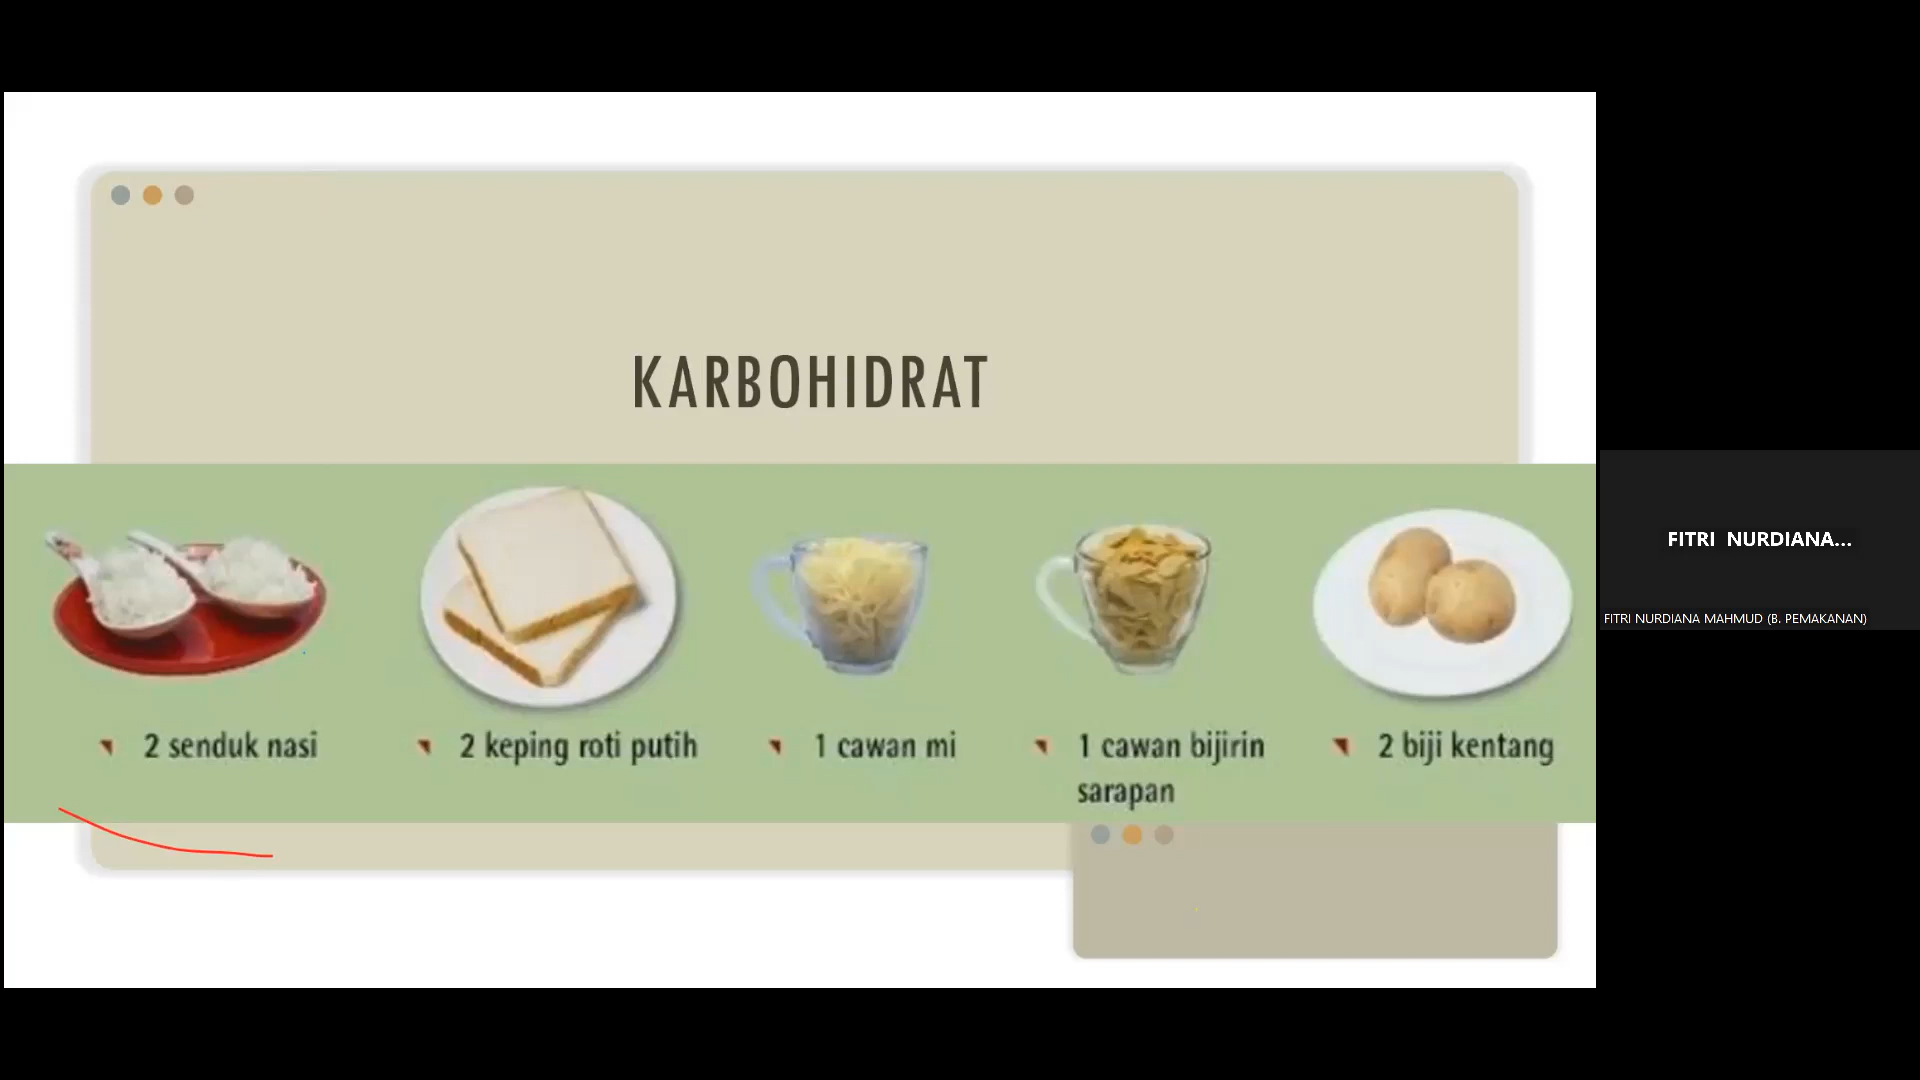 KARBOHIDRAT
2 senduk nasi
2 keping roti putih
1 cawan mi
1 cawan bijirin
sarapan
2 biji kentang
FITRI NURDIANA...
FITRI NURDIANA MAHMUD (B. PEMAKANAN)